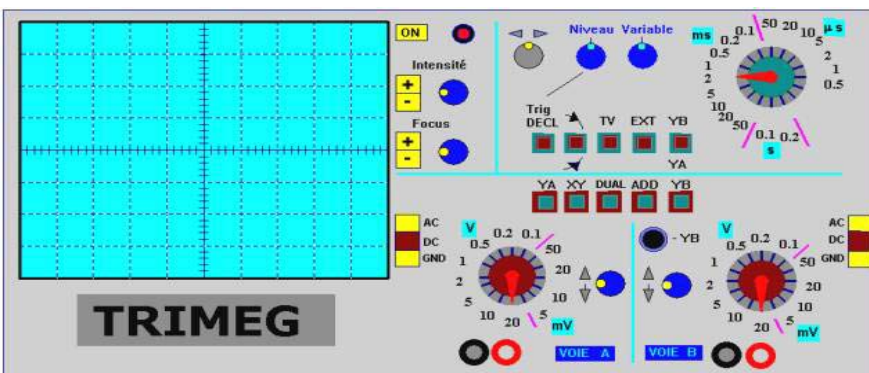 ON
Intensité
+
-
Focus
+
-
Niveau Variable
Trig
DECL TV EXT YB
YA
ms 0.2 0.1 50 20 10 µs
1 5
2 2
5 1
10 0.5
20
50 0.1 0.2
s
YA XY DUAL ADD YB
AC
DC
GND
V
0.5 0.2 0.1 50
1 20
2 10
5 10 20 5
mV
- YB
V
0.5 0.2 0.1 50
1 20
2 10
5 10 20 5
mV
AC
DC
GND
TRIMEG
VOIE A
VOIE B